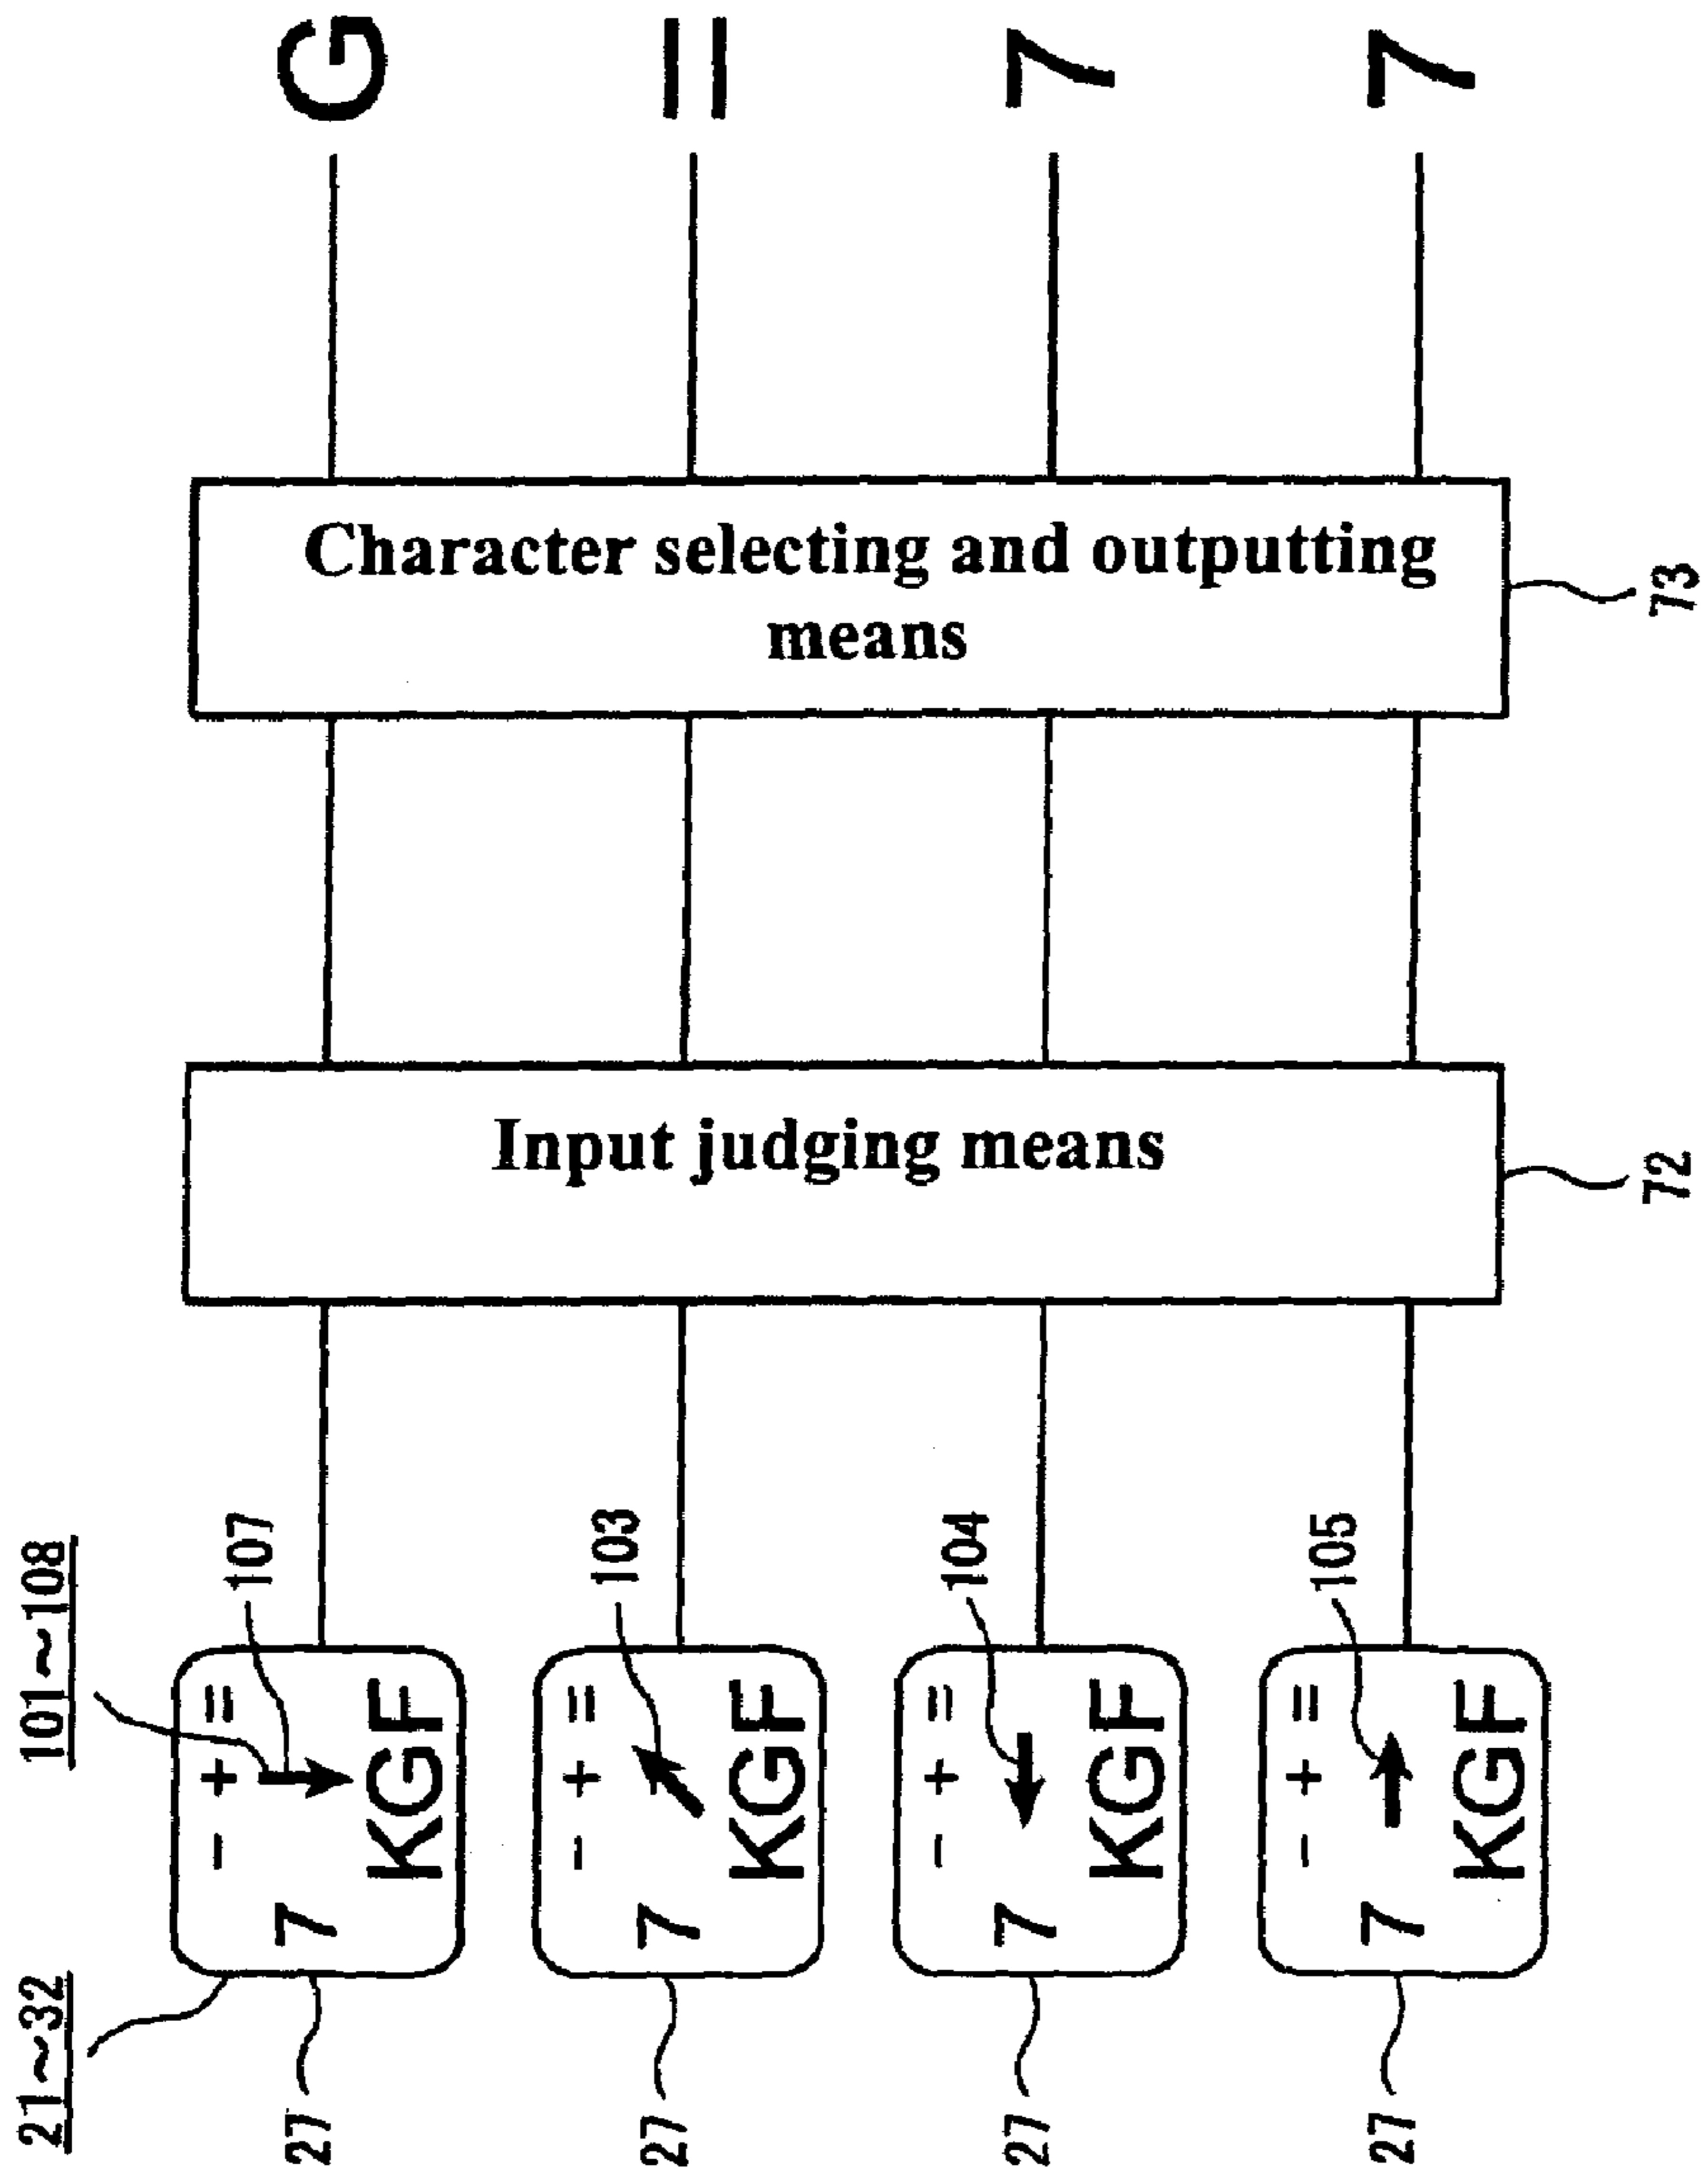 G
=
7
7
Character selecting and outputting
means
73
Input judging means
72
101~108
107
103
104
105
- + =
7
KGF
- + =
7
KGF
- + =
7
KGF
- + =
7
KGF
21~32
27
27
27
27